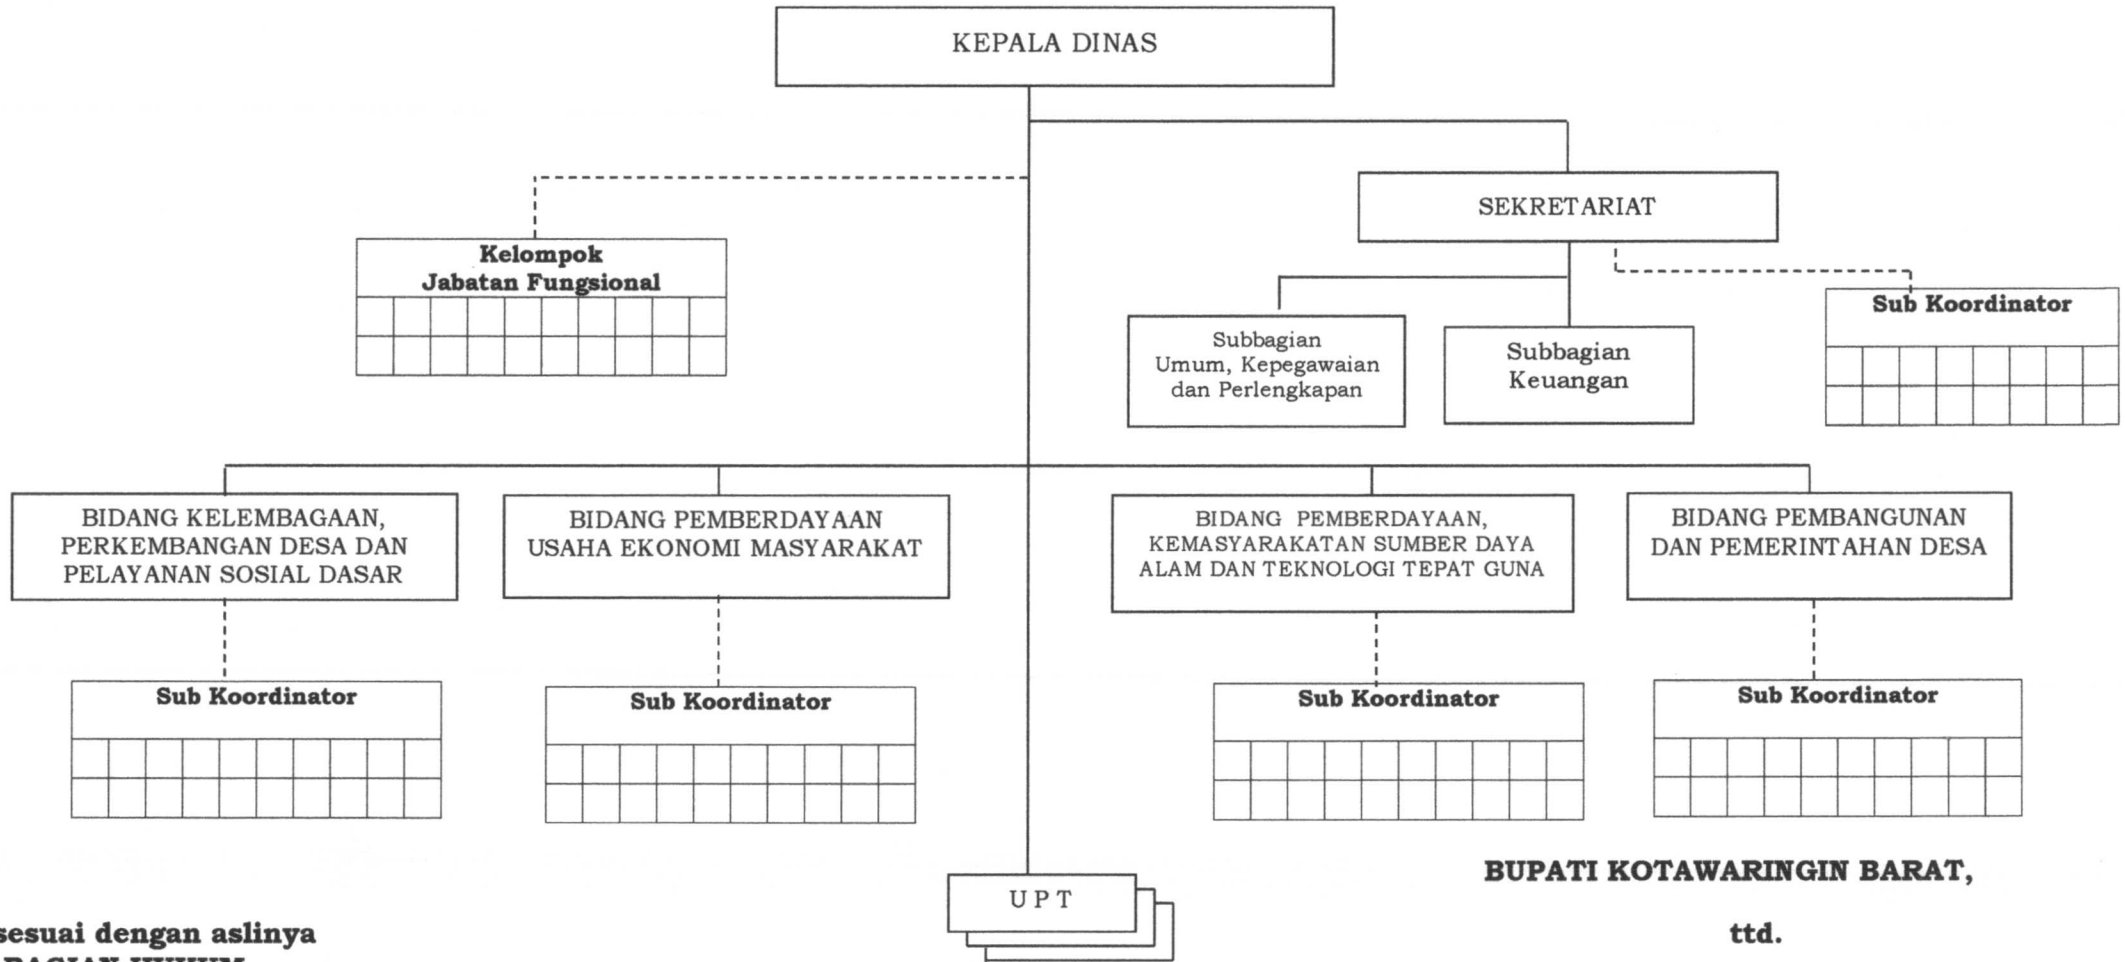 KEPALA DINAS
SEKRETARIAT
Kelompok
Jabatan Fungsional
Sub Koordinator
Subbagian
Umum, Kepegawaian
dan Perlengkapan
Subbagian
Keuangan
BIDANG KELEMBAGAAN,
PERKEMBANGAN DESA DAN
PELAYANAN SOSIAL DASAR
BIDANG PEMBERDAYAAN
USAHA EKONOMI MASYARAKAT
BIDANG PEMBERDAYAAN,
KEMASYARAKATAN SUMBER DAYA
ALAM DAN TEKNOLOGI TEPAT GUNA
BIDANG PEMBANGUNAN
DAN PEMERINTAHAN DESA
Sub Koordinator
Sub Koordinator
Sub Koordinator
Sub Koordinator
U P T
BUPATI KOTAWARINGIN BARAT,
ttd.
sesuai dengan aslinya
BAGIAN HUKUM